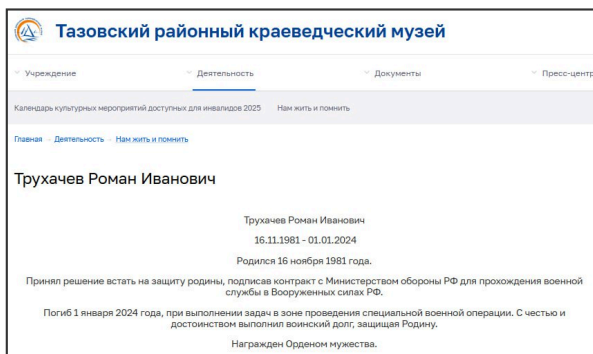 Тазовский районный краеведческий музей
Учреждение Деятельность Документы Пресс-центр
Календарь культурных мероприятий доступных для инвалидов 2025 Нам жить и помнить
Главная – Деятельность – Нам жить и помнить
Трухачев Роман Иванович
Трухачев Роман Иванович
16.11.1981 - 01.01.2024
Родился 16 ноября 1981 года.
Принял решение встать на защиту родины, подписав контракт с Министерством обороны РФ для прохождения военной
службы в Вооруженных силах РФ.
Погиб 1 января 2024 года, при выполнении задач в зоне проведения специальной военной операции. С честью и
достоинством выполнил воинский долг, защищая Родину.
Награжден Орденом мужества.